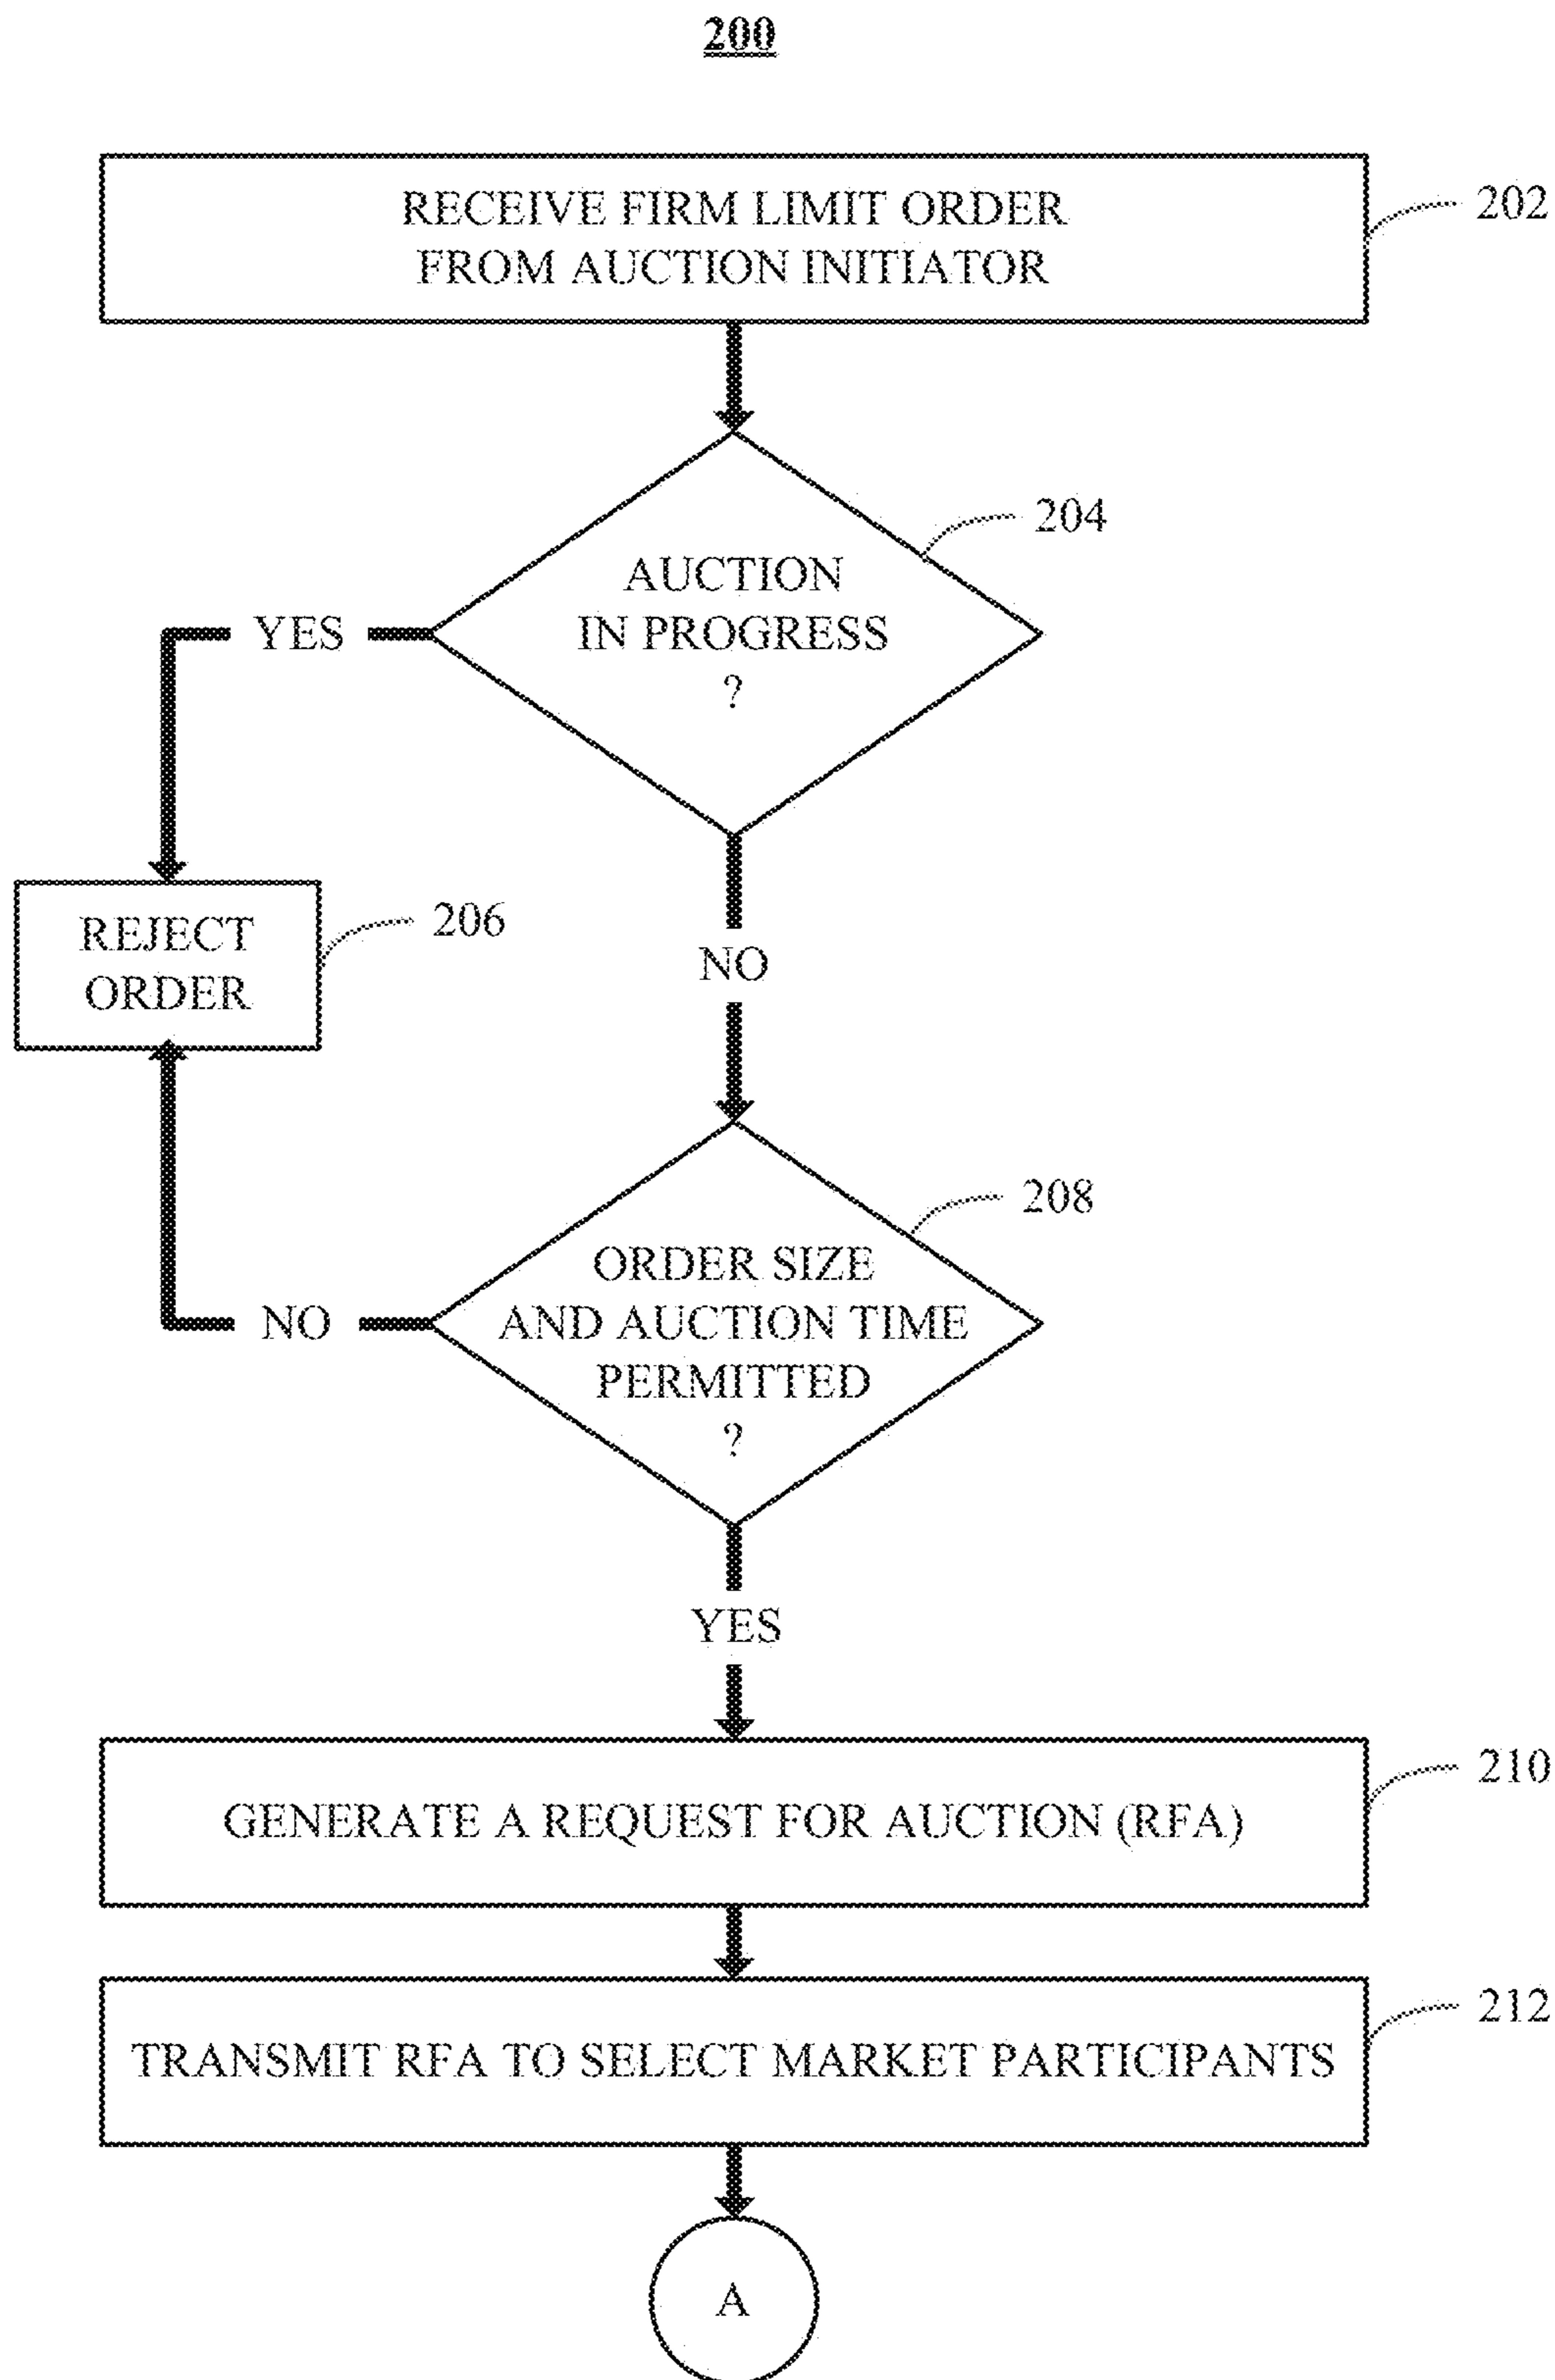 200
RECEIVE FIRM LIMIT ORDER
FROM AUCTION INITIATOR
202
204
AUCTION
IN PROGRESS
?
YES
REJECT
ORDER
206
NO
208
ORDER SIZE
AND AUCTION TIME
PERMITTED
?
NO
YES
GENERATE A REQUEST FOR AUCTION (RFA)
210
TRANSMIT RFA TO SELECT MARKET PARTICIPANTS
212
A